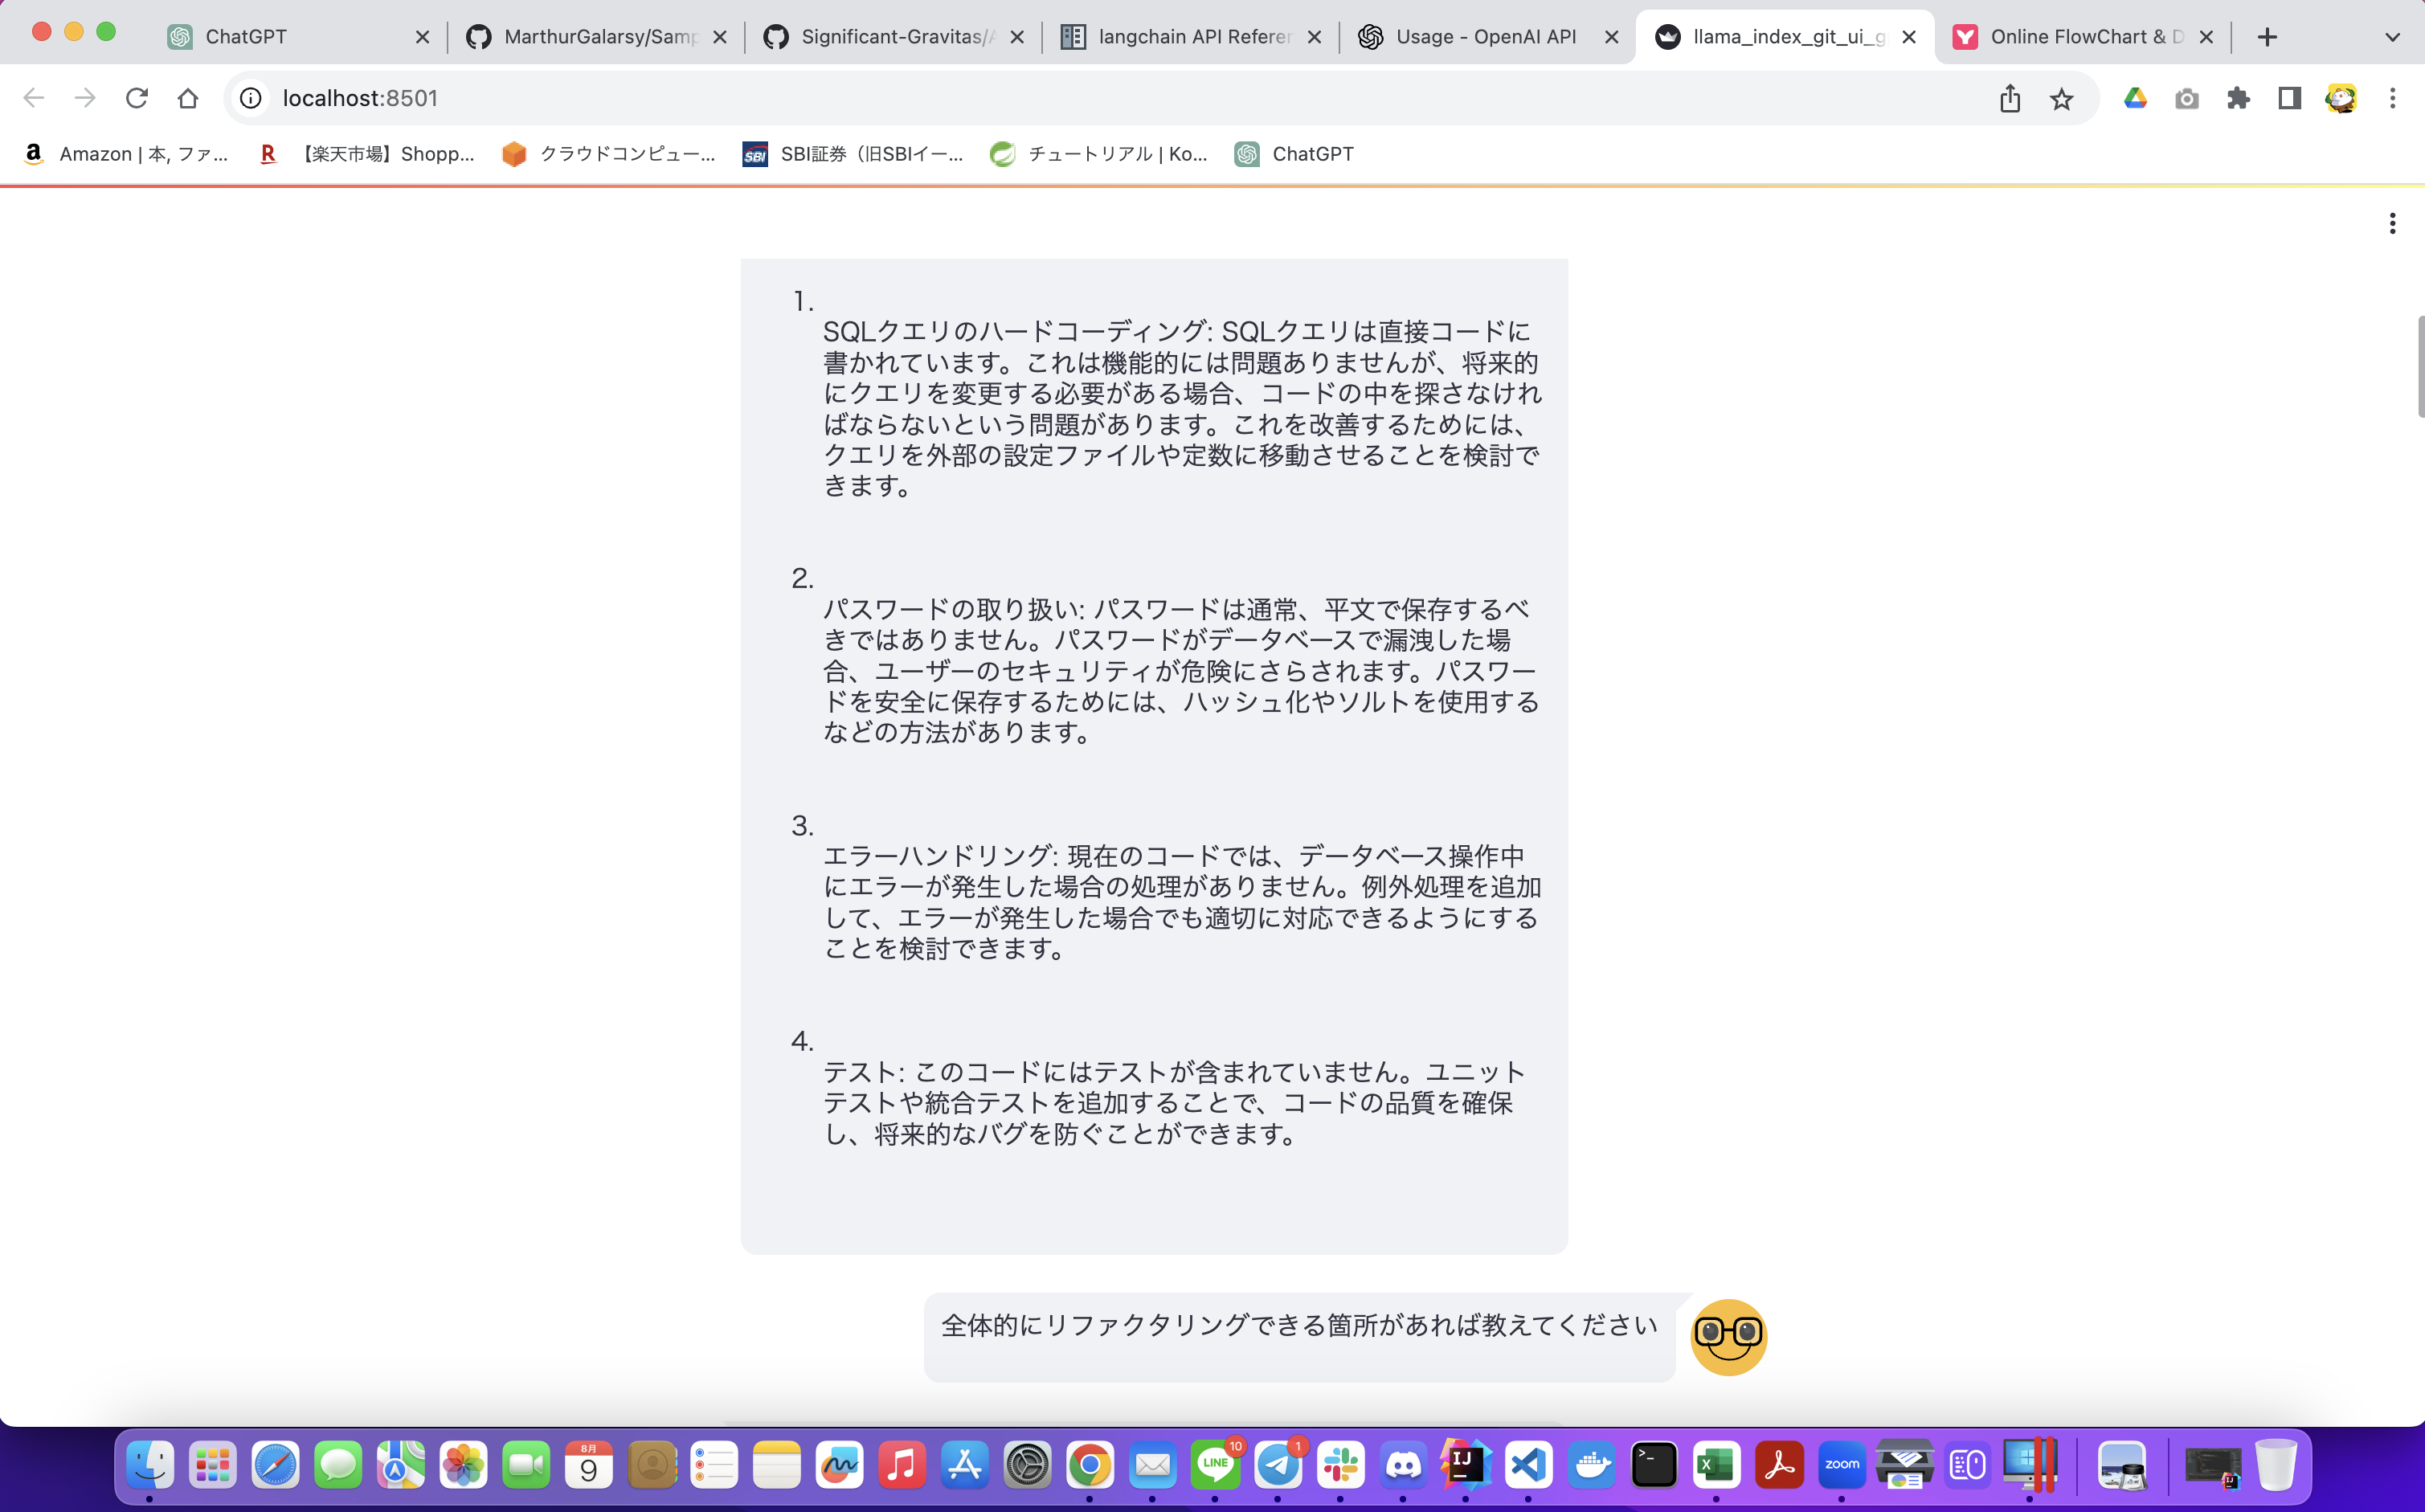 ChatGPT
MarthurGalarsy/Samp
Significant-Gravitas/A
langchain API Referen
Usage - OpenAI API
llama_index_git_ui_g
Online FlowChart & D
localhost:8501
Amazon | 本, ファ...
【楽天市場】Shopp...
クラウドコンピュー...
SBI
SBI証券（旧SBIイー...
チュートリアル | Ko...
ChatGPT
1.
SQLクエリのハードコーディング: SQLクエリは直接コードに
書かれています。これは機能的には問題ありませんが、将来的
にクエリを変更する必要がある場合、コードの中を探さなけれ
ばならないという問題があります。これを改善するためには、
クエリを外部の設定ファイルや定数に移動させることを検討で
きます。
2.
パスワードの取り扱い: パスワードは通常、平文で保存するべ
きではありません。パスワードがデータベースで漏洩した場
合、ユーザーのセキュリティが危険にさらされます。パスワー
ドを安全に保存するためには、ハッシュ化やソルトを使用する
などの方法があります。
3.
エラーハンドリング: 現在のコードでは、データベース操作中
にエラーが発生した場合の処理がありません。例外処理を追加
して、エラーが発生した場合でも適切に対応できるようにする
ことを検討できます。
4.
テスト: このコードにはテストが含まれていません。ユニット
テストや統合テストを追加することで、コードの品質を確保
し、将来的なバグを防ぐことができます。
全体的にリファクタリングできる箇所があれば教えてください
8月
9
LINE
10
1
IJ
zoom